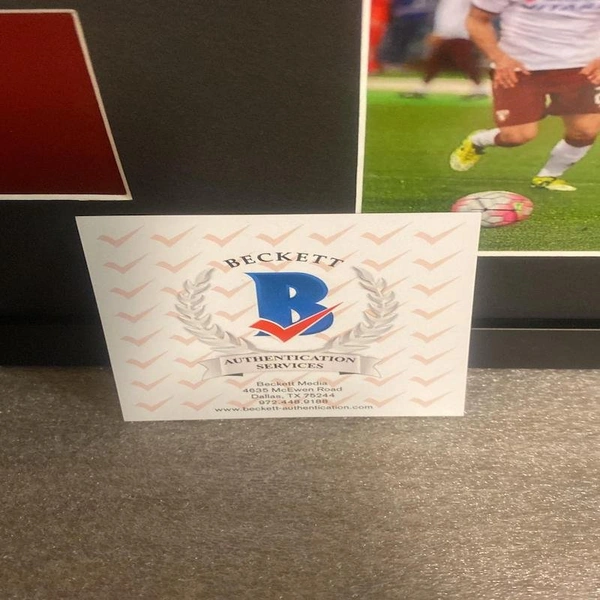 BECKETT
B
AUTHENTICATION
SERVICES
Beckett Media
4635 McEwen Road
Dallas, TX 75244
972.448.9188
www.beckett-authentication.com